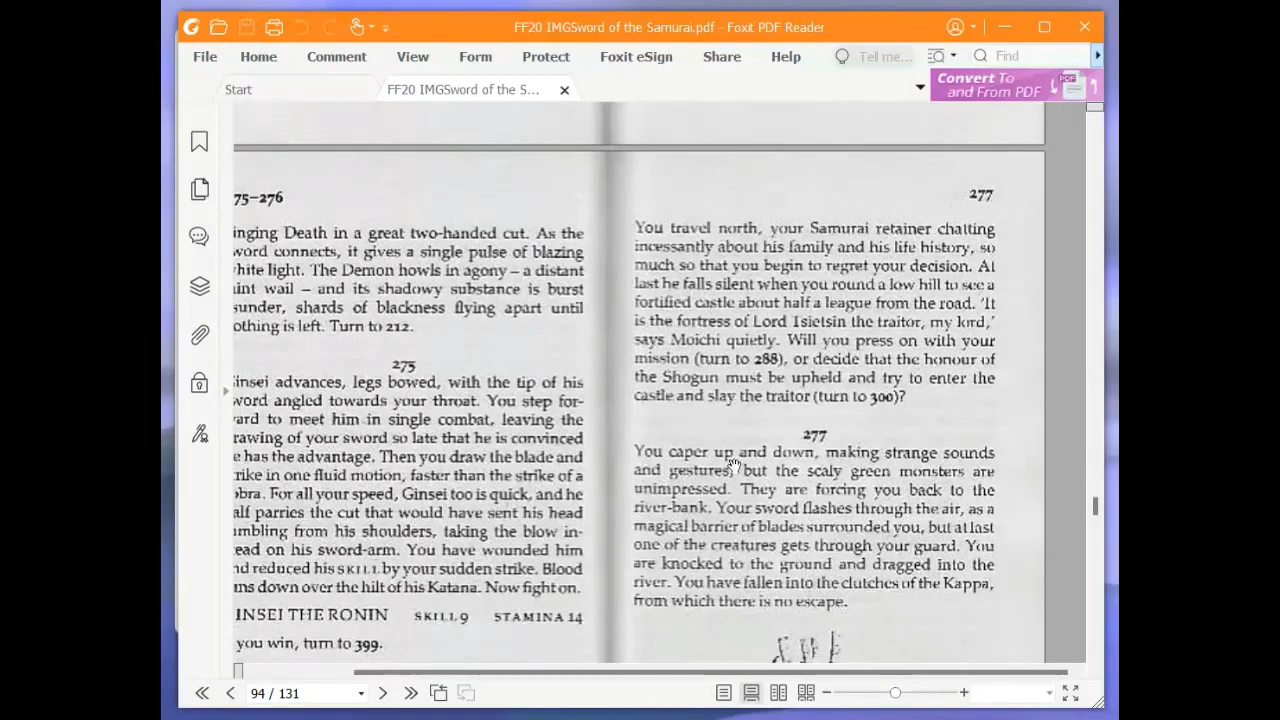 FF20 IMGSword of the Samurai.pdf - Foxit PDF Reader
File Home Comment View Form Protect Foxit eSign Share Help Tell me... Find
Start FF20 IMGSword of the S... Convert To
and From PDF
PDF
75–276
inging Death in a great two-handed cut. As the
word connects, it gives a single pulse of blazing
hite light. The Demon howls in agony – a distant
int wail – and its shadowy substance is burst
sunder, shards of blackness flying apart until
othing is left. Turn to 212.
275
insei advances, legs bowed, with the tip of his
word angled towards your throat. You step for-
ard to meet him in single combat, leaving the
rawing of your sword so late that he is convinced
e has the advantage. Then you draw the blade and
rike in one fluid motion, faster than the strike of a
obra. For all your speed, Ginsei too is quick, and he
alf parries the cut that would have sent his head
mbling from his shoulders, taking the blow in-
ead on his sword-arm. You have wounded him
nd reduced his SKILL by your sudden strike. Blood
uns down over the hilt of his Katana. Now fight on.
INSEI THE RONIN SKILL 9 STAMINA 14
you win, turn to 399.
277
You travel north, your Samurai retainer chatting
incessantly about his family and his life history, so
much so that you begin to regret your decision. At
last he falls silent when you round a low hill to see a
fortified castle about half a league from the road. 'It
is the fortress of Lord Tsietsin the traitor, my lord,'
says Moichi quietly. Will you press on with your
mission (turn to 288), or decide that the honour of
the Shogun must be upheld and try to enter the
castle and slay the traitor (turn to 300)?
277
You caper up and down, making strange sounds
and gestures, but the scaly green monsters are
unimpressed. They are forcing you back to the
river-bank. Your sword flashes through the air, as a
magical barrier of blades surrounded you, but at last
one of the creatures gets through your guard. You
are knocked to the ground and dragged into the
river. You have fallen into the clutches of the Kappa,
from which there is no escape.
94 / 131